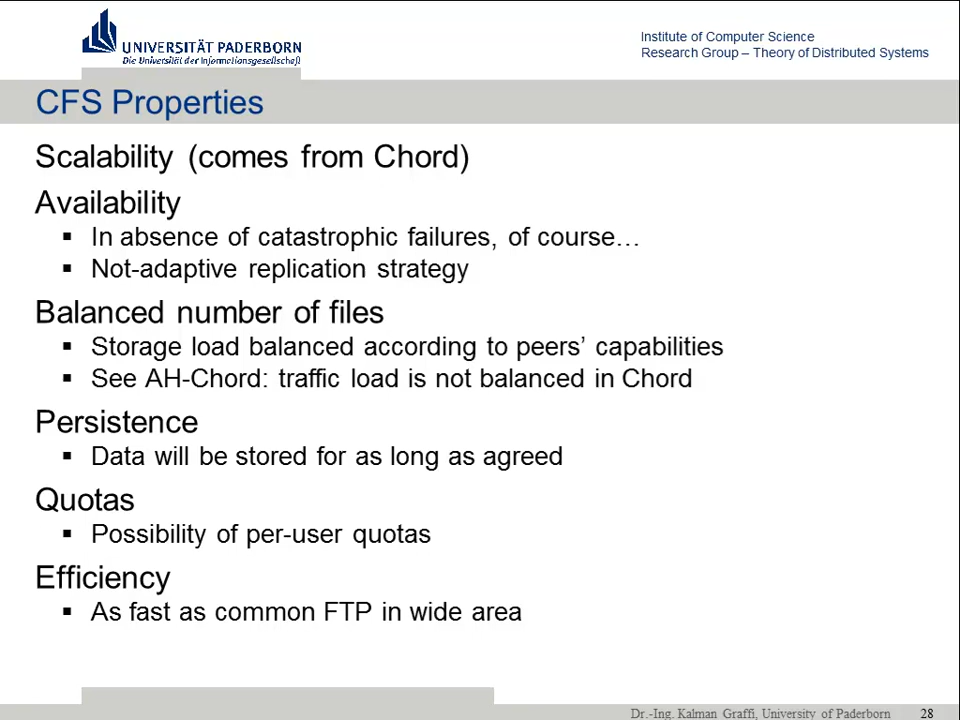 UNIVERSITÄT PADERBORN
Die Universität der Informationsgesellschaft
Institute of Computer Science
Research Group – Theory of Distributed Systems
CFS Properties
Scalability (comes from Chord)
Availability
▪ In absence of catastrophic failures, of course…
▪ Not-adaptive replication strategy
Balanced number of files
▪ Storage load balanced according to peers’ capabilities
▪ See AH-Chord: traffic load is not balanced in Chord
Persistence
▪ Data will be stored for as long as agreed
Quotas
▪ Possibility of per-user quotas
Efficiency
▪ As fast as common FTP in wide area
Dr.-Ing. Kalman Graffi, University of Paderborn 28